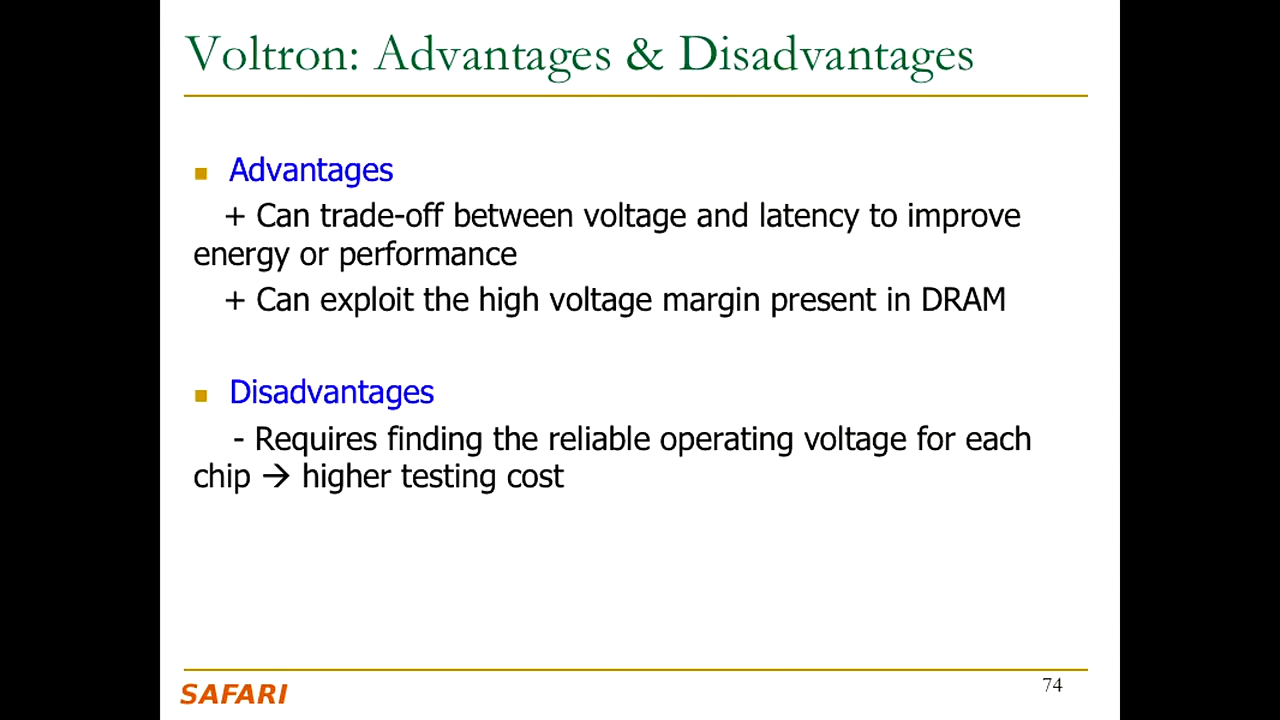 Voltron: Advantages & Disadvantages
Advantages
+ Can trade-off between voltage and latency to improve
energy or performance
+ Can exploit the high voltage margin present in DRAM
Disadvantages
- Requires finding the reliable operating voltage for each
chip → higher testing cost
SAFARI
74